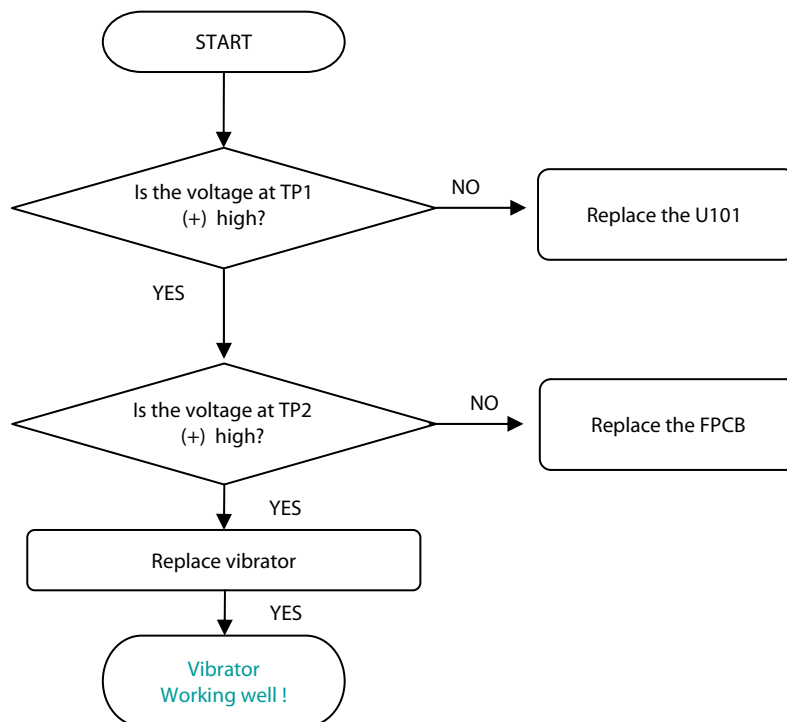 START
Is the voltage at TP1
(+) high?
NO
Replace the U101
YES
Is the voltage at TP2
(+) high?
NO
Replace the FPCB
YES
Replace vibrator
YES
Vibrator
Working well !